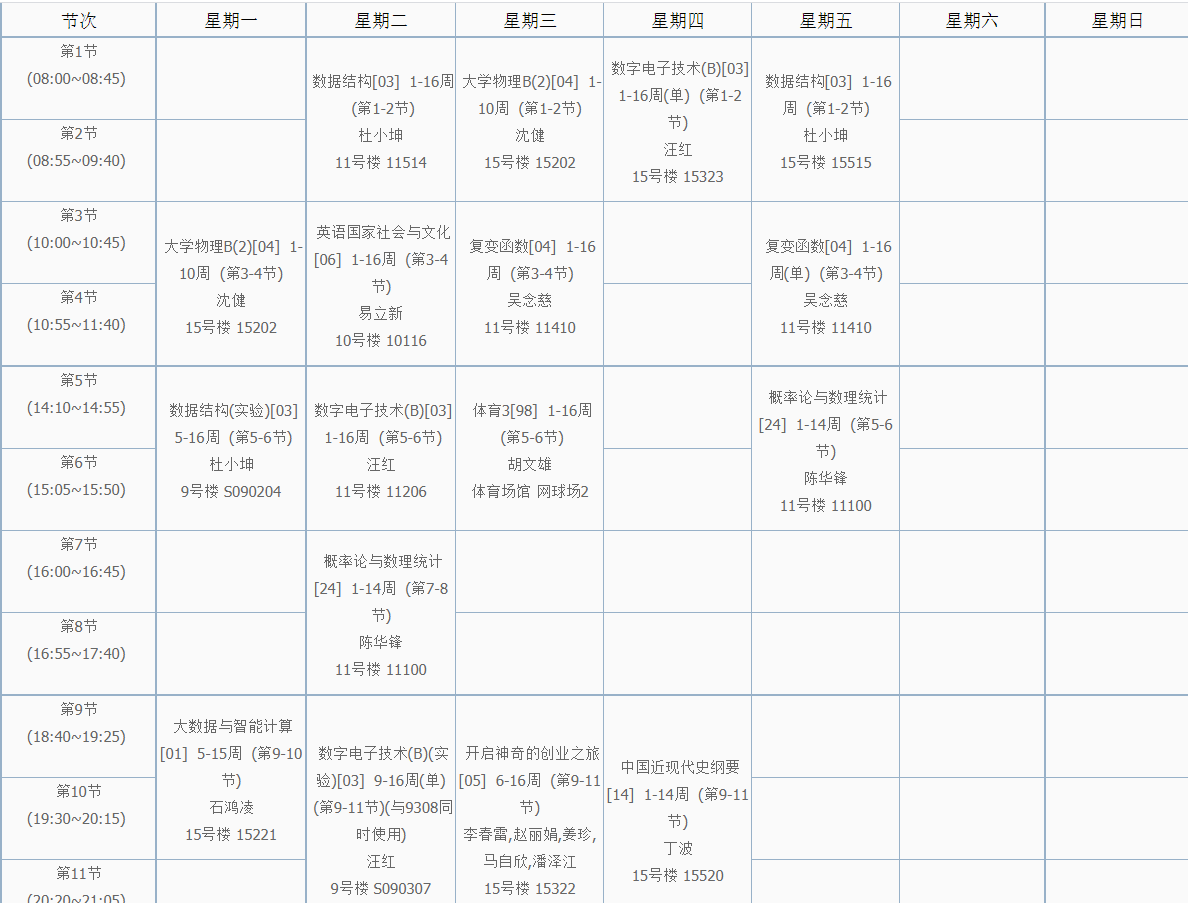 节次 星期一 星期二 星期三 星期四 星期五 星期六 星期日
第1节
(08:00~08:45)
第2节
(08:55~09:40)
数据结构[03] 1-16周
(第1-2节)
杜小坤
11号楼 11514
大学物理B(2)[04] 1-
10周 (第1-2节)
沈健
15号楼 15202
数字电子技术(B)[03]
1-16周(单) (第1-2
节)
汪红
15号楼 15323
数据结构[03] 1-16
周 (第1-2节)
杜小坤
15号楼 15515
第3节
(10:00~10:45)
第4节
(10:55~11:40)
大学物理B(2)[04] 1-
10周 (第3-4节)
沈健
15号楼 15202
英语国家社会与文化
[06] 1-16周 (第3-4
节)
易立新
10号楼 10116
复变函数[04] 1-16
周 (第3-4节)
吴念慈
11号楼 11410
复变函数[04] 1-16
周(单) (第3-4节)
吴念慈
11号楼 11410
第5节
(14:10~14:55)
第6节
(15:05~15:50)
数据结构(实验)[03]
5-16周 (第5-6节)
杜小坤
9号楼 S090204
数字电子技术(B)[03]
1-16周 (第5-6节)
汪红
11号楼 11206
体育3[98] 1-16周
(第5-6节)
胡文雄
体育场馆 网球场2
概率论与数理统计
[24] 1-14周 (第5-6
节)
陈华锋
11号楼 11100
第7节
(16:00~16:45)
第8节
(16:55~17:40)
概率论与数理统计
[24] 1-14周 (第7-8
节)
陈华锋
11号楼 11100
第9节
(18:40~19:25)
第10节
(19:30~20:15)
第11节
(20:20~21:05)
大数据与智能计算
[01] 5-15周 (第9-10
节)
石鸿凌
15号楼 15221
数字电子技术(B)(实
验)[03] 9-16周(单)
(第9-11节)(与9308同
时使用)
汪红
9号楼 S090307
开启神奇的创业之旅
[05] 6-16周 (第9-11
节)
李春雷,赵丽娟,姜珍,
马自欣,潘泽江
15号楼 15322
中国近现代史纲要
[14] 1-14周 (第9-11
节)
丁波
15号楼 15520